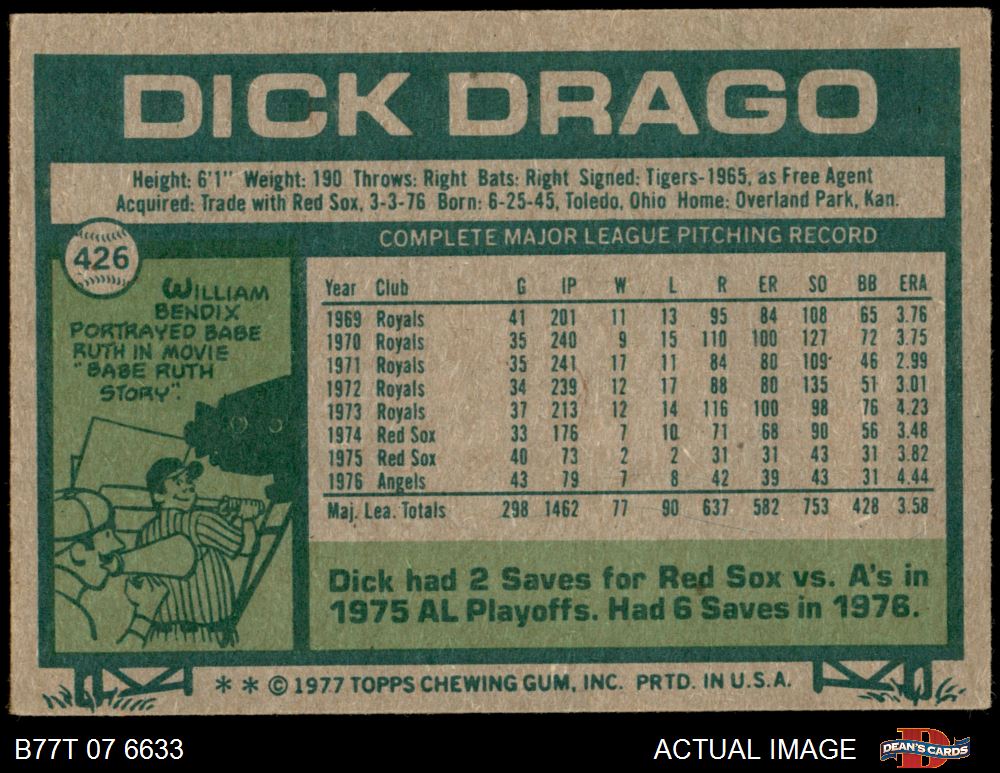 DICK DRAGO
Height: 6'1" Weight: 190 Throws: Right Bats: Right Signed: Tigers-1965, as Free Agent
Acquired: Trade with Red Sox, 3-3-76 Born: 6-25-45, Toledo, Ohio Home: Overland Park, Kan.
426
COMPLETE MAJOR LEAGUE PITCHING RECORD
WILLIAM
BENDIX
PORTRAYED BABE
RUTH IN MOVIE
"BABE RUTH
STORY".
Year Club G IP W L R ER SO BB ERA
1969 Royals 41 201 11 13 95 84 108 65 3.76
1970 Royals 35 240 9 15 110 100 127 72 3.75
1971 Royals 35 241 17 11 84 80 109 46 2.99
1972 Royals 34 239 12 17 88 80 135 51 3.01
1973 Royals 37 213 12 14 116 100 98 76 4.23
1974 Red Sox 33 176 7 10 71 68 90 56 3.48
1975 Red Sox 40 73 2 2 31 31 43 31 3.82
1976 Angels 43 79 7 8 42 39 43 31 4.44
Maj. Lea. Totals 298 1462 77 90 637 582 753 428 3.58
Dick had 2 Saves for Red Sox vs. A's in
1975 AL Playoffs. Had 6 Saves in 1976.
* * © 1977 TOPPS CHEWING GUM, INC. PRTD. IN U.S.A.
B77T 07 6633
ACTUAL IMAGE
DEAN'S CARDS